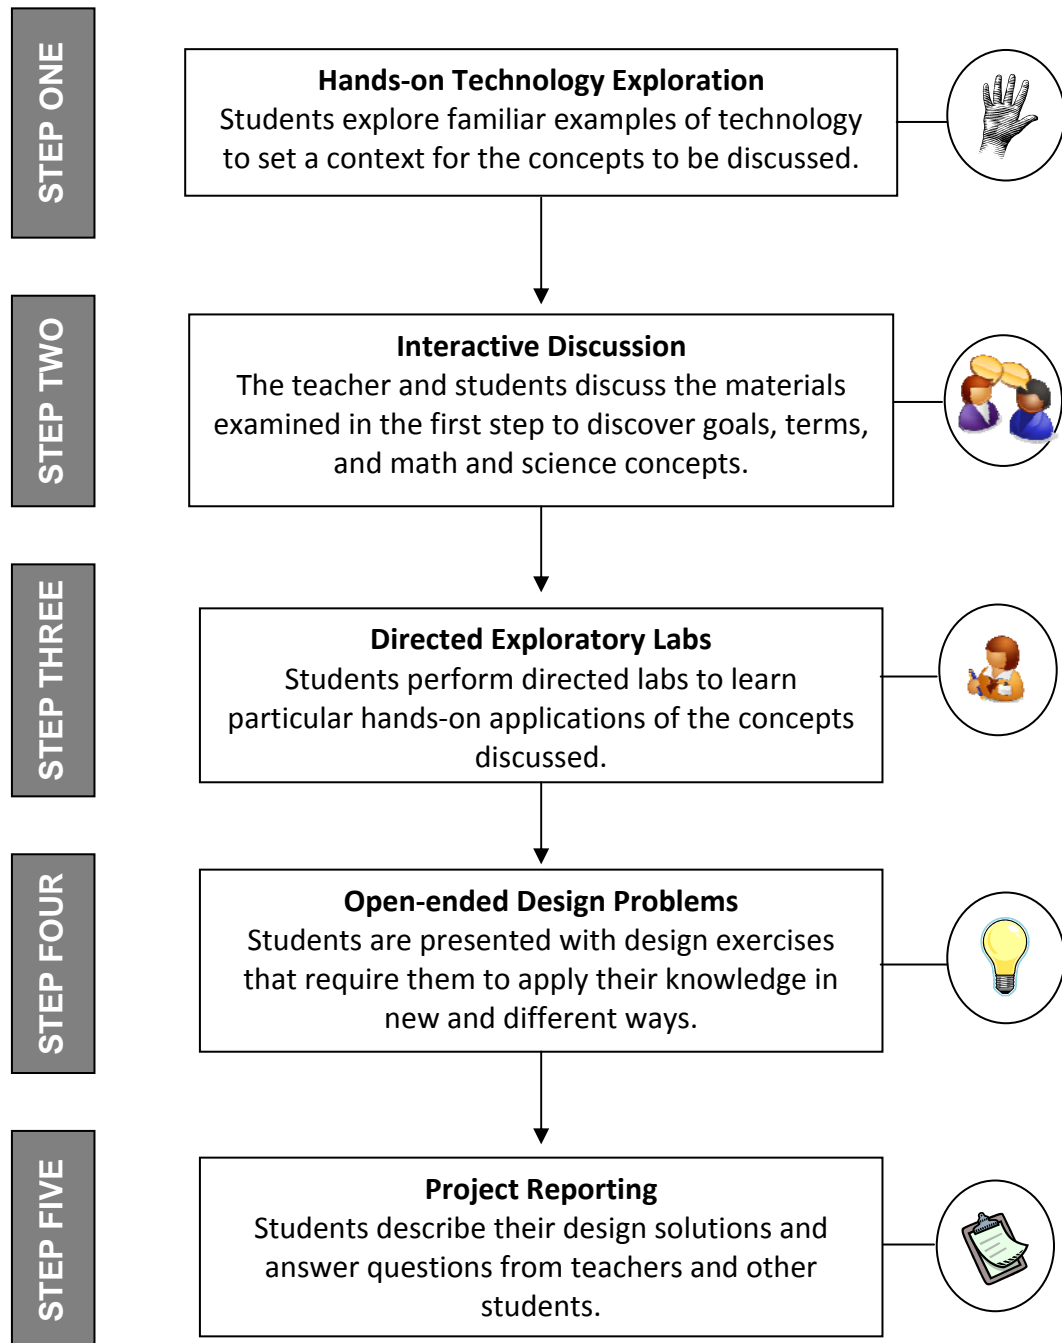 STEP ONE
Hands-on Technology Exploration
Students explore familiar examples of technology
to set a context for the concepts to be discussed.
STEP TWO
Interactive Discussion
The teacher and students discuss the materials
examined in the first step to discover goals, terms,
and math and science concepts.
STEP THREE
Directed Exploratory Labs
Students perform directed labs to learn
particular hands-on applications of the concepts
discussed.
STEP FOUR
Open-ended Design Problems
Students are presented with design exercises
that require them to apply their knowledge in
new and different ways.
STEP FIVE
Project Reporting
Students describe their design solutions and
answer questions from teachers and other
students.